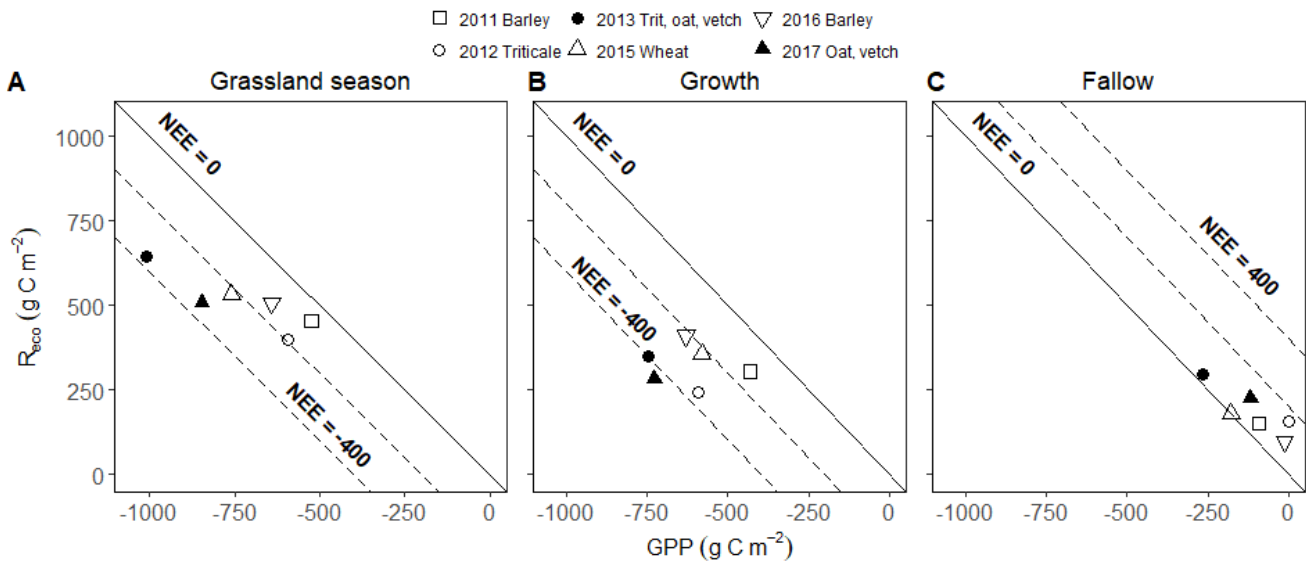 2011 Barley 2013 Trit, oat, vetch 2016 Barley
2012 Triticale 2015 Wheat 2017 Oat, vetch
A Grassland season B Growth C Fallow
NEE = 0
NEE = -400
NEE = 0
NEE = -400
NEE = 0
NEE = 400
1000
750
500
250
0
Reco (g C m−2)
-1000 -750 -500 -250 0 -1000 -750 -500 -250 0 -1000 -750 -500 -250 0
GPP (g C m−2)